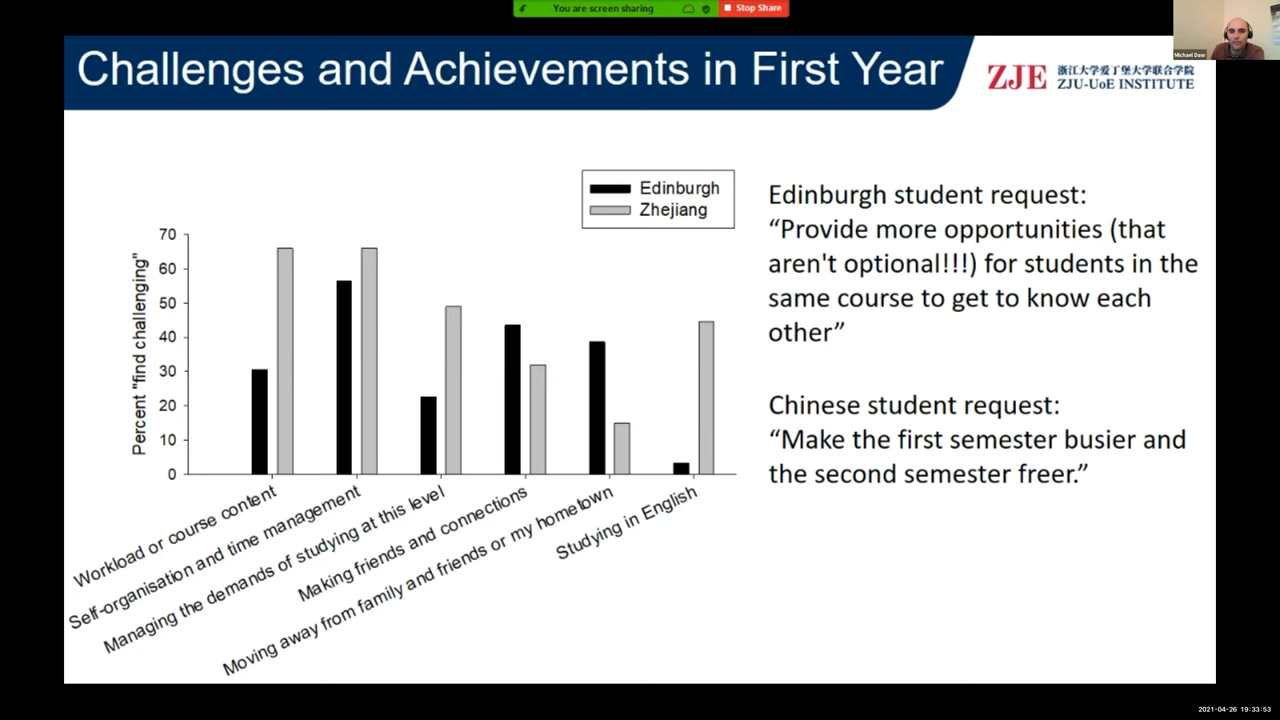 You are screen sharing
Stop Share
Michael Daw
Challenges and Achievements in First Year
ZJE
浙江大学爱丁堡大学联合学院
ZJU-UoE INSTITUTE
Edinburgh
Zhejiang
Percent "find challenging"
70
60
50
40
30
20
10
0
Workload or course content
Self-organisation and time management
Managing the demands of studying at this level
Making friends and connections
Moving away from family and friends or my hometown
Studying in English
Edinburgh student request:
“Provide more opportunities (that
aren't optional!!!) for students in the
same course to get to know each
other”
Chinese student request:
“Make the first semester busier and
the second semester freer.”
2021-04-26 19:33:53